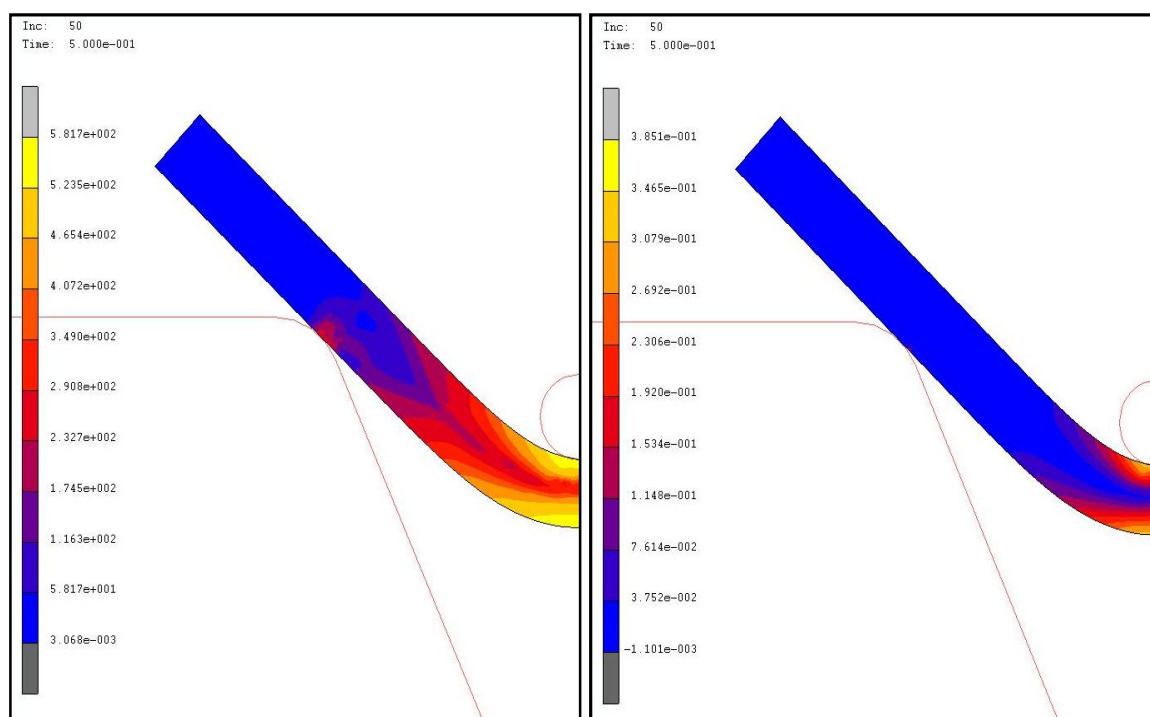 Inc: 50
Time: 5.000e-001
5.817e+002
5.235e+002
4.654e+002
4.072e+002
3.490e+002
2.908e+002
2.327e+002
1.745e+002
1.163e+002
5.817e+001
3.068e-003
Inc: 50
Time: 5.000e-001
3.851e-001
3.465e-001
3.079e-001
2.692e-001
2.306e-001
1.920e-001
1.534e-001
1.148e-001
7.614e-002
3.752e-002
-1.101e-003